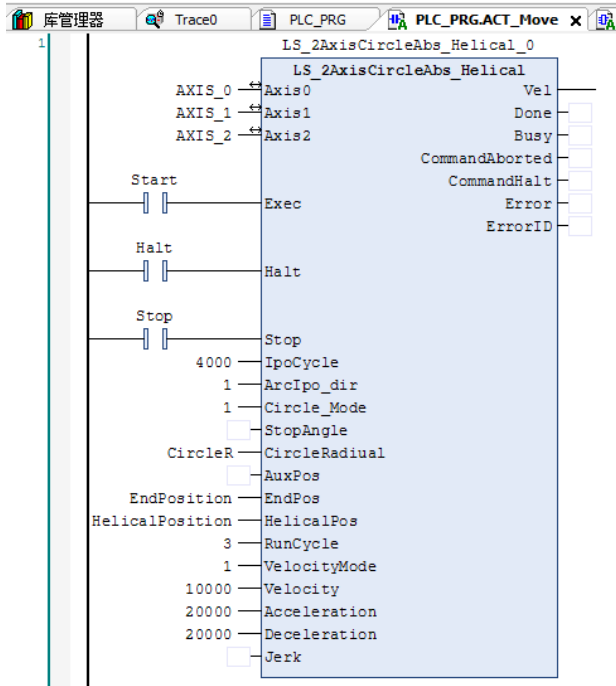 库管理器 Trace0 PLC_PRG PLC_PRG.ACT_Move x
1
LS_2AxisCircleAbs_Helical_0
LS_2AxisCircleAbs_Helical
AXIS_0 Axis0 Vel
AXIS_1 Axis1 Done
AXIS_2 Axis2 Busy
CommandAborted
Start CommandHalt
Exec Error
ErrorID
Halt
Halt
Stop
Stop
4000 IpoCycle
1 ArcIpo_dir
1 Circle_Mode
StopAngle
CircleR CircleRadiual
AuxPos
EndPosition EndPos
HelicalPosition HelicalPos
3 RunCycle
1 VelocityMode
10000 Velocity
20000 Acceleration
20000 Deceleration
Jerk